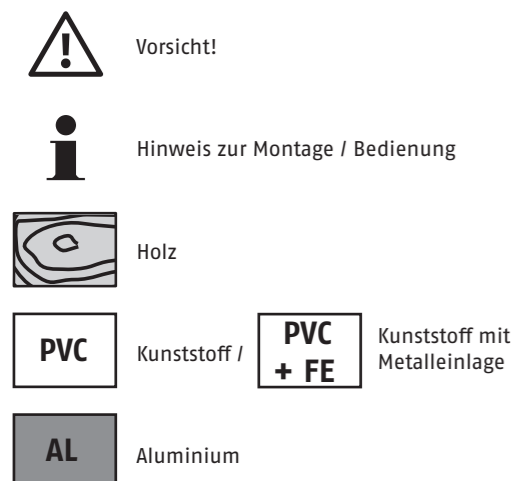 Vorsicht!
Hinweis zur Montage / Bedienung
Holz
PVC
Kunststoff /
PVC
+ FE
Kunststoff mit
Metalleinlage
AL
Aluminium